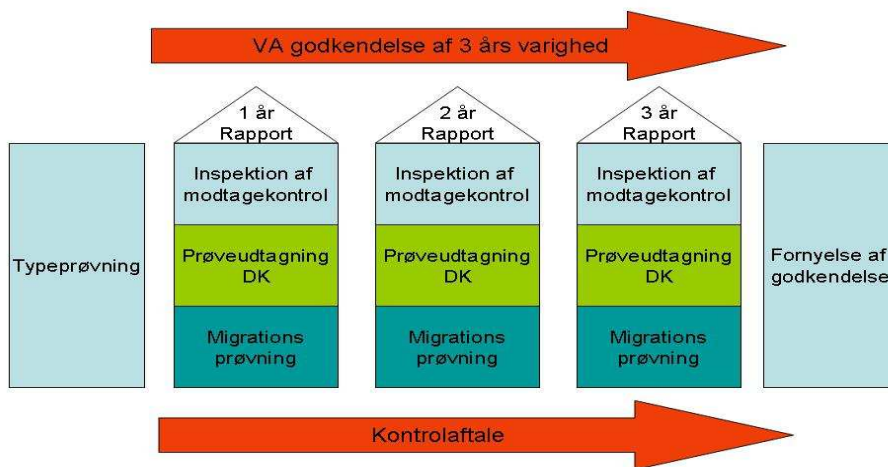 VA godkendelse af 3 års varighed
Typeprøvning
1 år
Rapport
Inspektion af
modtagekontrol
Prøveudtagning
DK
Migrations
prøvning
2 år
Rapport
Inspektion af
modtagekontrol
Prøveudtagning
DK
Migrations
prøvning
3 år
Rapport
Inspektion af
modtagekontrol
Prøveudtagning
DK
Migrations
prøvning
Fornyelse af
godkendelse
Kontrolaftale